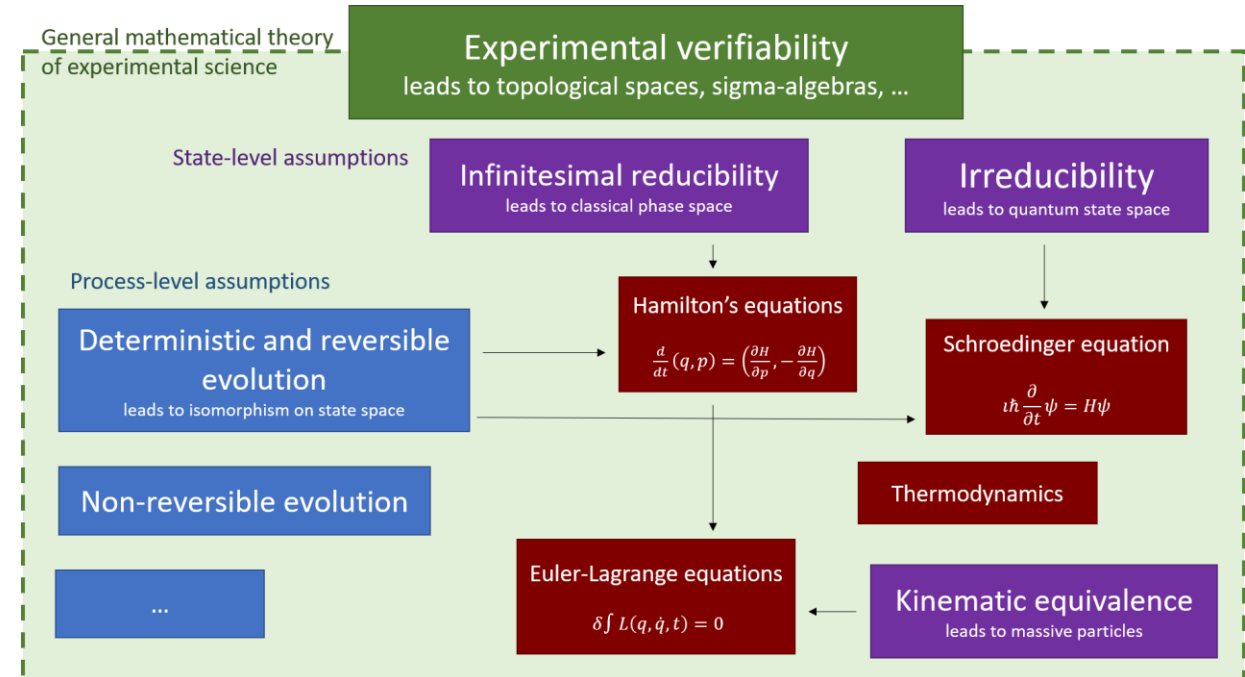 General mathematical theory
of experimental science
Experimental verifiability
leads to topological spaces, sigma-algebras, …
State-level assumptions
Infinitesimal reducibility
leads to classical phase space
Irreducibility
leads to quantum state space
Process-level assumptions
Deterministic and reversible
evolution
leads to isomorphism on state space
Hamilton’s equations
d/dt (q, p) = (∂H/∂p, −∂H/∂q)
Schroedinger equation
ıħ ∂/∂t ψ = Hψ
Non-reversible evolution
Thermodynamics
Euler-Lagrange equations
δ∫ L(q, q̇, t) = 0
Kinematic equivalence
leads to massive particles
…